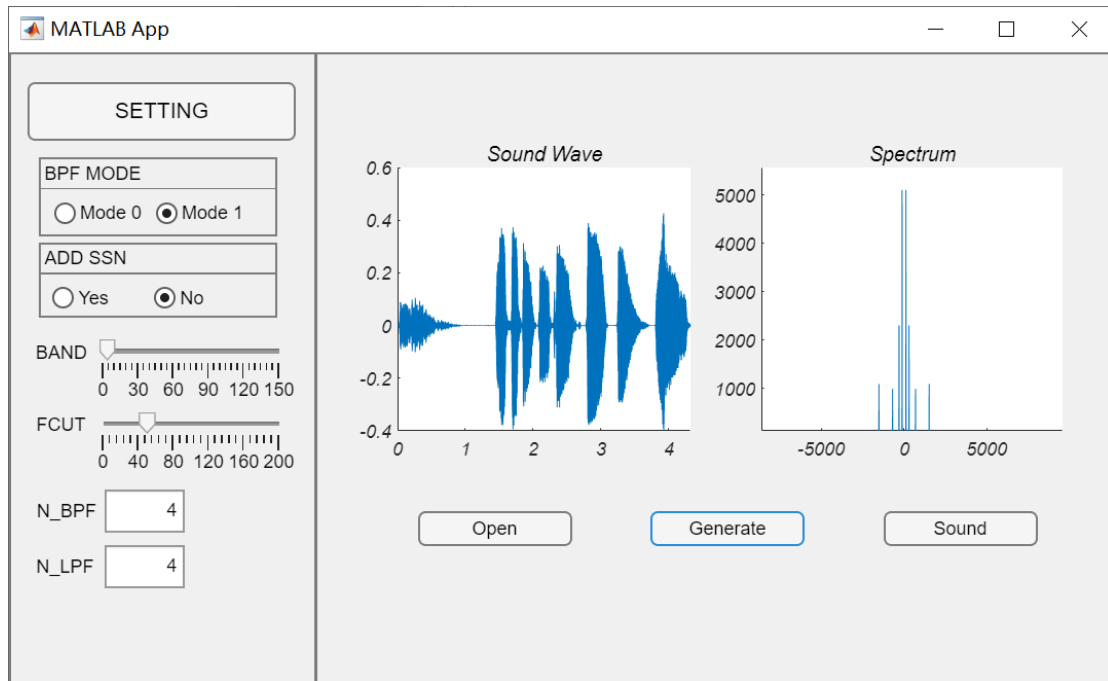 MATLAB App
SETTING
BPF MODE
Mode 0 Mode 1
ADD SSN
Yes No
BAND
0 30 60 90 120 150
FCUT
0 40 80 120 160 200
N_BPF 4
N_LPF 4
Sound Wave
0.6
0.4
0.2
0
-0.2
-0.4
0 1 2 3 4
Spectrum
5000
4000
3000
2000
1000
-5000 0 5000
Open Generate Sound